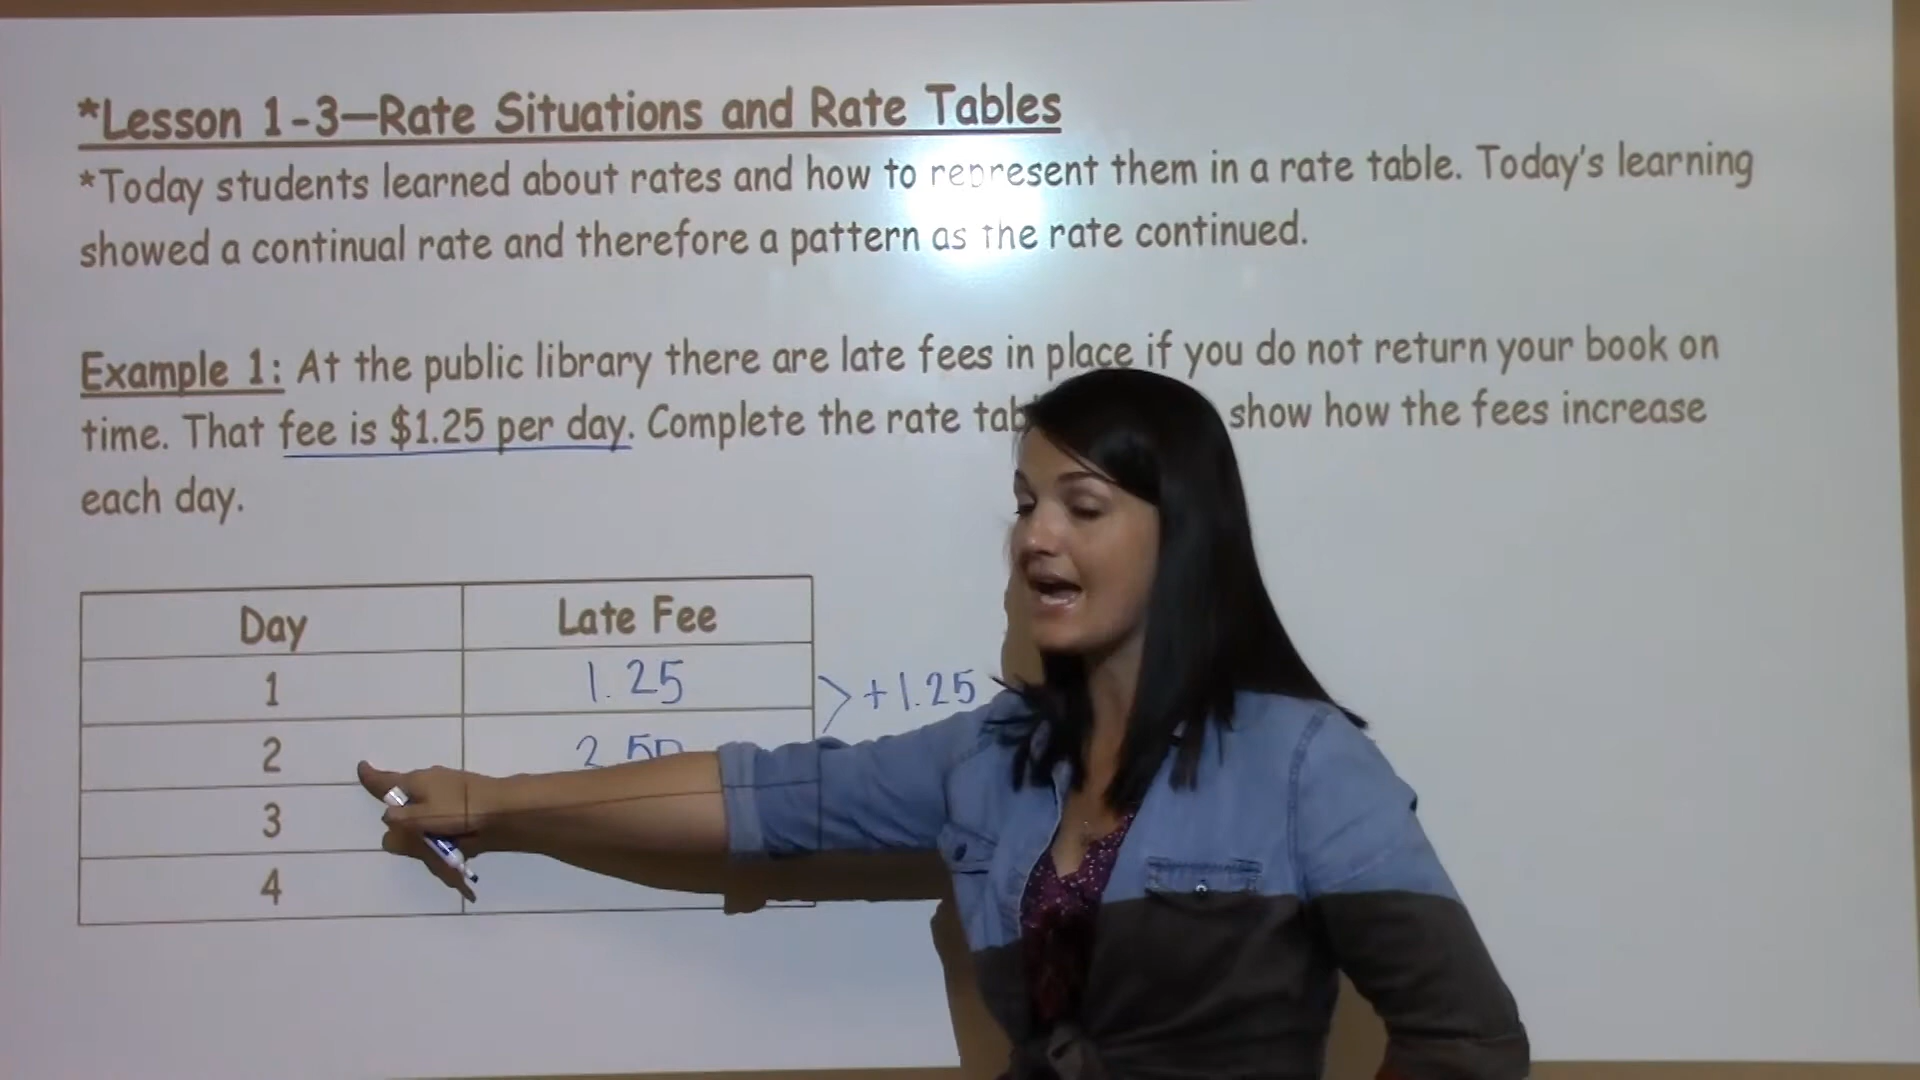 *Lesson 1-3—Rate Situations and Rate Tables
*Today students learned about rates and how to represent them in a rate table. Today's learning
showed a continual rate and therefore a pattern as the rate continued.
Example 1: At the public library there are late fees in place if you do not return your book on
time. That fee is $1.25 per day. Complete the rate show how the fees increase
each day.
Day Late Fee
1 1.25
+1.25
2 2.50
3
4